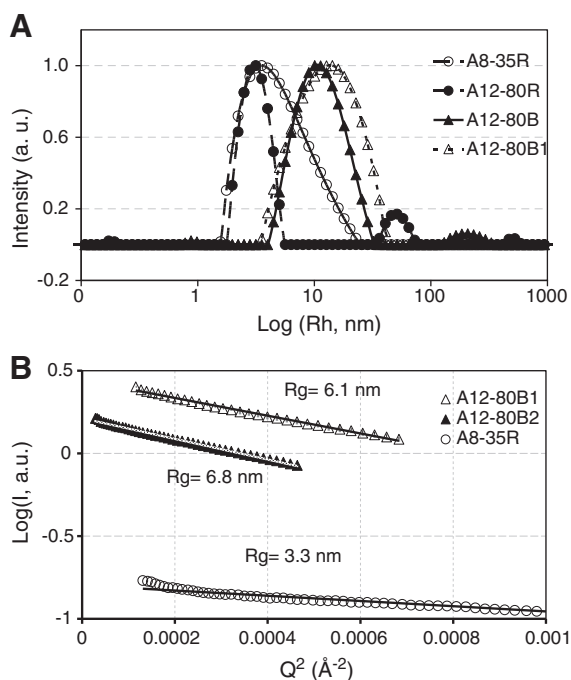 A
Intensity (a. u.)
1.0
0.6
0.2
-0.2
A8-35R
A12-80R
A12-80B
A12-80B1
0 1 10 100 1000
Log (Rh, nm)
B
Log(I, a.u.)
0.5
0
-0.5
-1
Rg= 6.1 nm
Rg= 6.8 nm
Rg= 3.3 nm
A12-80B1
A12-80B2
A8-35R
0 0.0002 0.0004 0.0006 0.0008 0.001
Q² (Å⁻²)